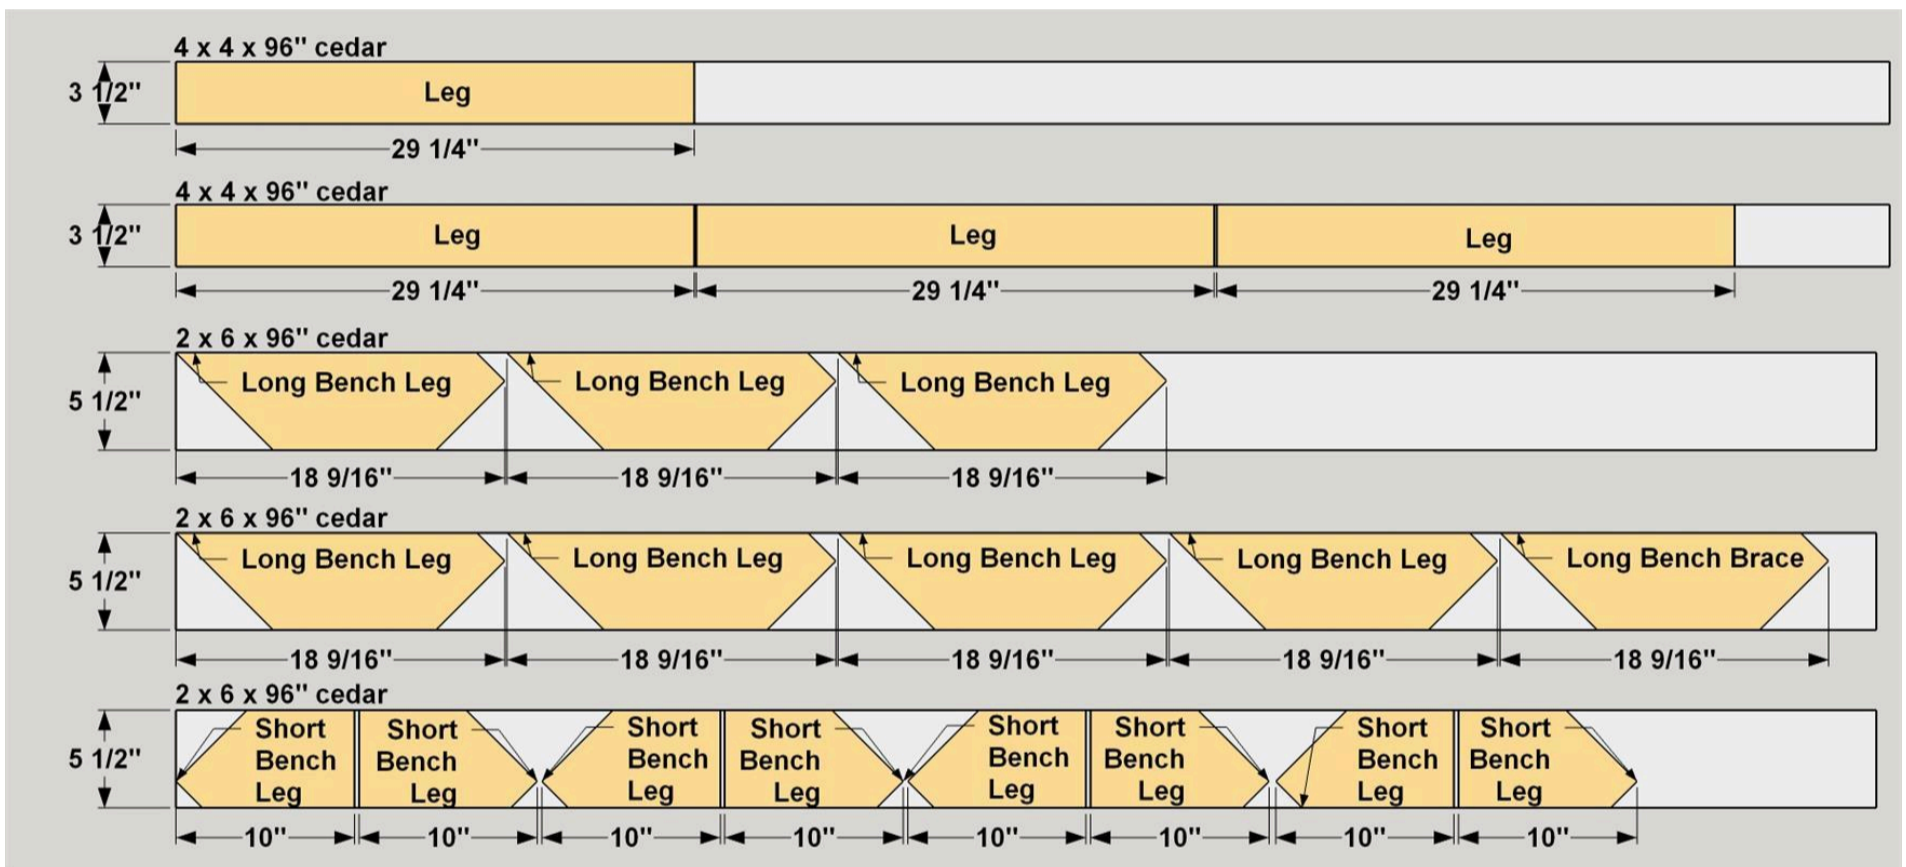 4 x 4 x 96" cedar
3 1/2"
Leg
29 1/4"
4 x 4 x 96" cedar
3 1/2"
Leg Leg Leg
29 1/4" 29 1/4" 29 1/4"
2 x 6 x 96" cedar
5 1/2"
Long Bench Leg Long Bench Leg Long Bench Leg
18 9/16" 18 9/16" 18 9/16"
2 x 6 x 96" cedar
5 1/2"
Long Bench Leg Long Bench Leg Long Bench Leg Long Bench Leg Long Bench Brace
18 9/16" 18 9/16" 18 9/16" 18 9/16" 18 9/16"
2 x 6 x 96" cedar
5 1/2"
Short Short Short Short Short Short Short Short
Bench Bench Bench Bench Bench Bench Bench Bench
Leg Leg Leg Leg Leg Leg Leg Leg
10" 10" 10" 10" 10" 10" 10" 10"